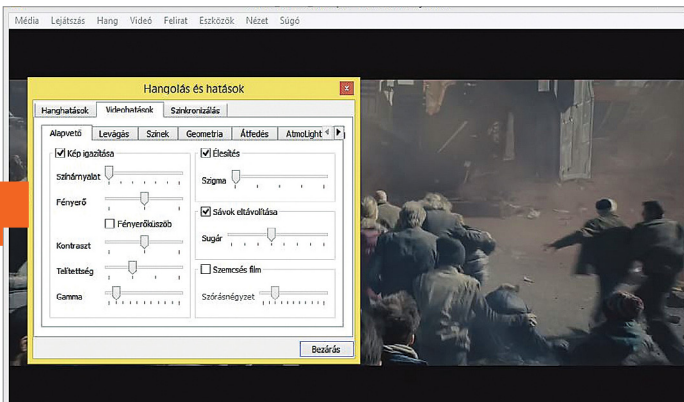 Média Lejátszás Hang Videó Felirat Eszközök Nézet Súgó
Hangolás és hatások
Hanghatások Videohatások Szinkronizálás
Alapvető Levágás Színek Geometria Átfedés AtmoLight
Kép igazítása
Színárnyalat
Fényerő
Fényerőküszöb
Kontraszt
Telítettség
Gamma
Élesítés
Szigma
Sávok eltávolítása
Sugár
Szemcsés film
Szórásnégyzet
Bezárás